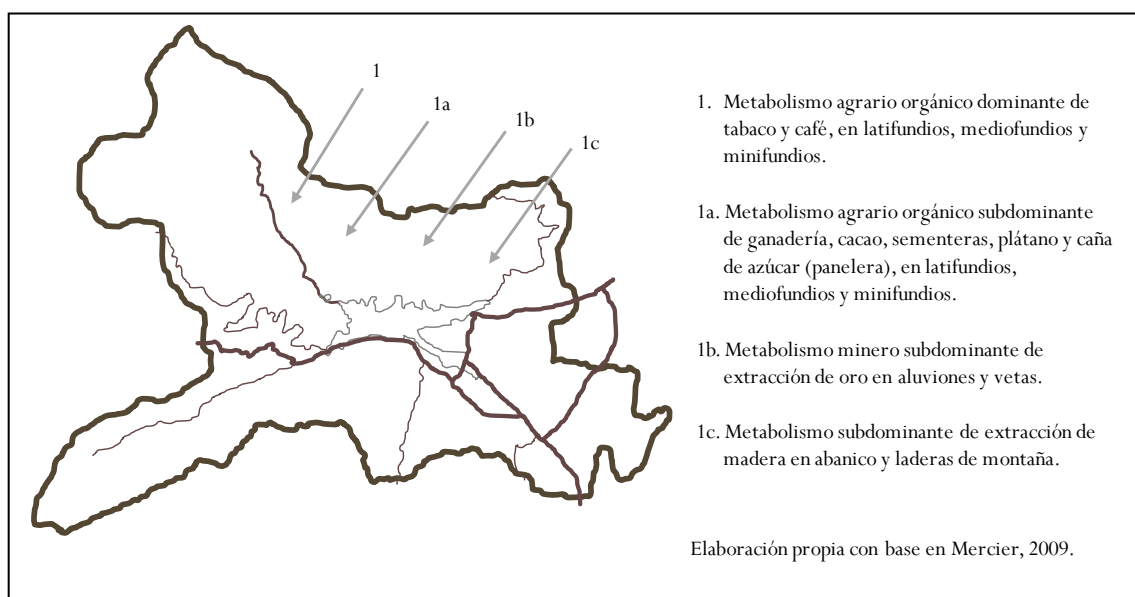 1
1a
1b
1c
1. Metabolismo agrario orgánico dominante de
tabaco y café, en latifundios, mediofundios y
minifundios.
1a. Metabolismo agrario orgánico subdominante
de ganadería, cacao, sementeras, plátano y caña
de azúcar (panelera), en latifundios,
mediofundios y minifundios.
1b. Metabolismo minero subdominante de
extracción de oro en aluviones y vetas.
1c. Metabolismo subdominante de extracción de
madera en abanico y laderas de montaña.
Elaboración propia con base en Mercier, 2009.